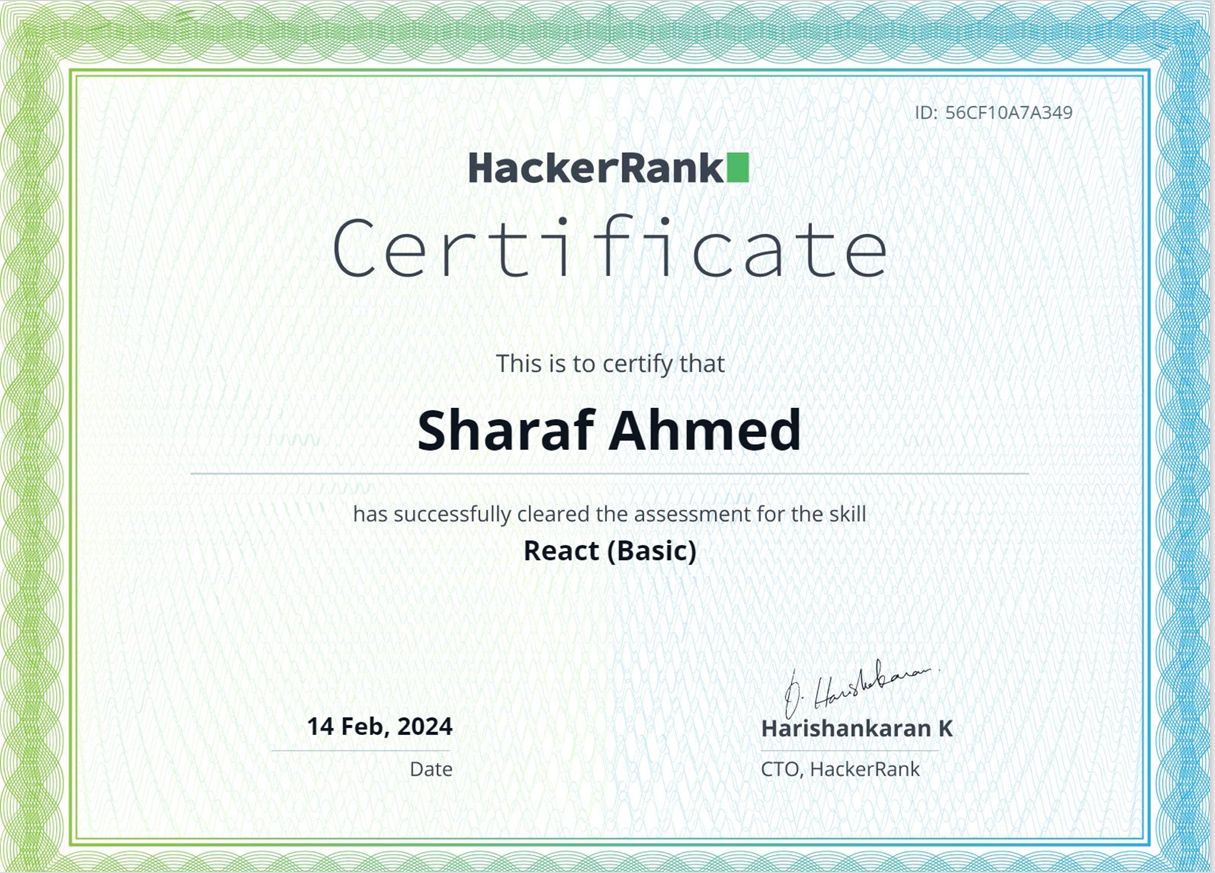 ID: 56CF10A7A349
HackerRank
Certificate
This is to certify that
Sharaf Ahmed
has successfully cleared the assessment for the skill
React (Basic)
14 Feb, 2024
Date
Harishankaran K
CTO, HackerRank